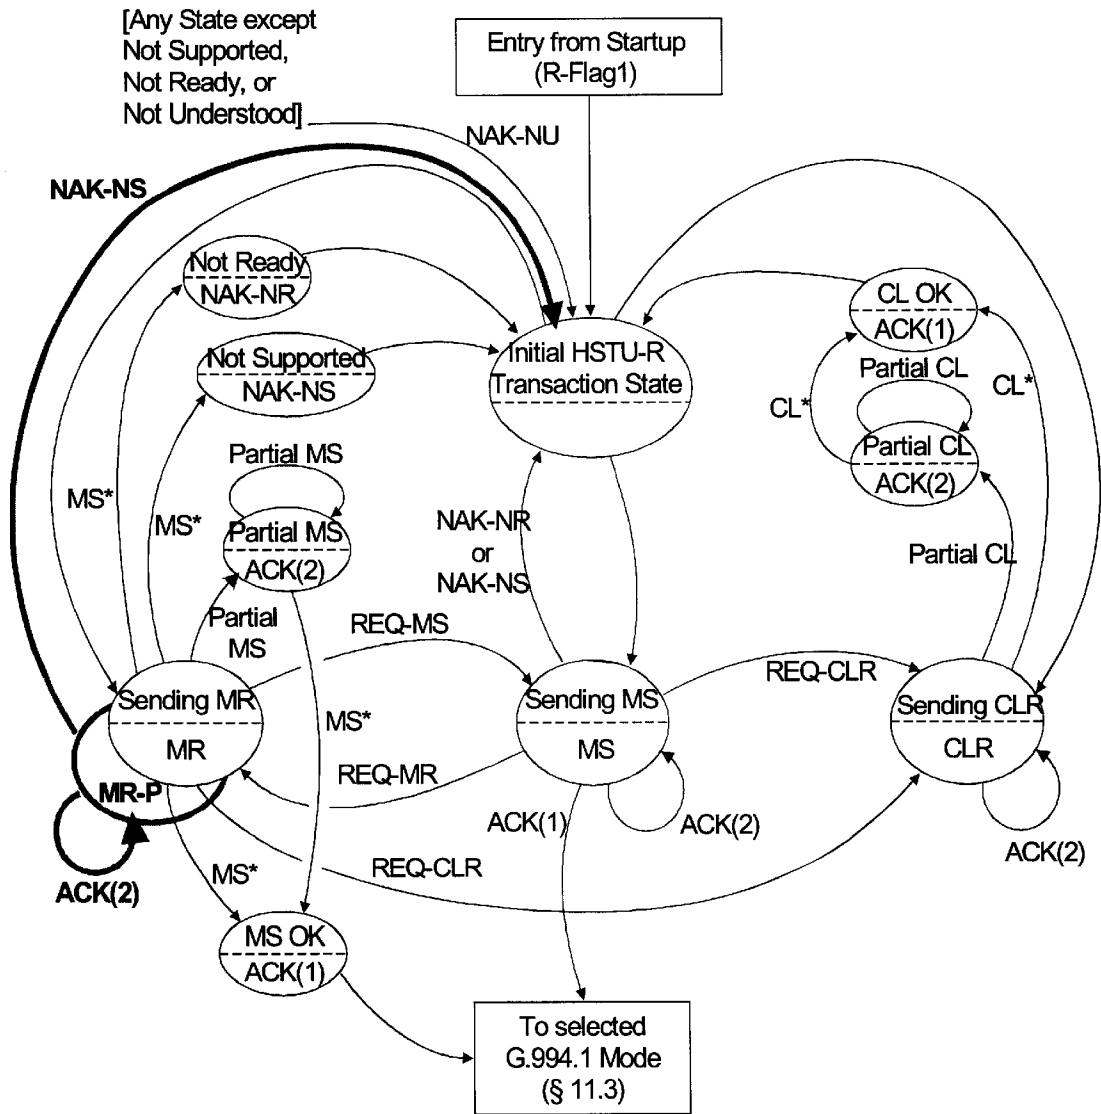 [Any State except
Not Supported,
Not Ready, or
Not Understood]
Entry from Startup
(R-Flag1)
NAK-NU
NAK-NS
Not Ready
NAK-NR
Not Supported
NAK-NS
Initial HSTU-R
Transaction State
CL OK
ACK(1)
Partial CL
CL*
CL*
Partial CL
ACK(2)
Partial MS
MS*
MS*
Partial MS
ACK(2)
NAK-NR
or
NAK-NS
Partial CL
Partial
MS
REQ-MS
REQ-CLR
Sending MR
MR
MS*
Sending MS
MS
Sending CLR
CLR
REQ-MR
MR-P
ACK(2)
ACK(1)
ACK(2)
ACK(2)
MS*
REQ-CLR
MS OK
ACK(1)
To selected
G.994.1 Mode
(§ 11.3)